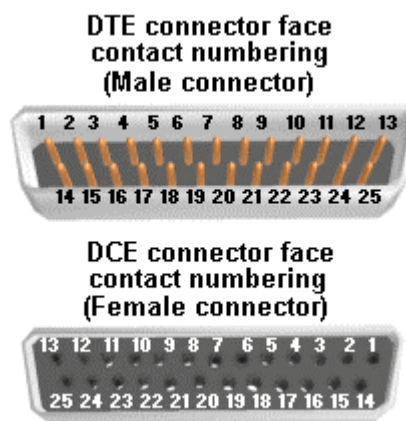 DTE connector face
contact numbering
(Male connector)
1 2 3 4 5 6 7 8 9 10 11 12 13
14 15 16 17 18 19 20 21 22 23 24 25
DCE connector face
contact numbering
(Female connector)
13 12 11 10 9 8 7 6 5 4 3 2 1
25 24 23 22 21 20 19 18 17 16 15 14